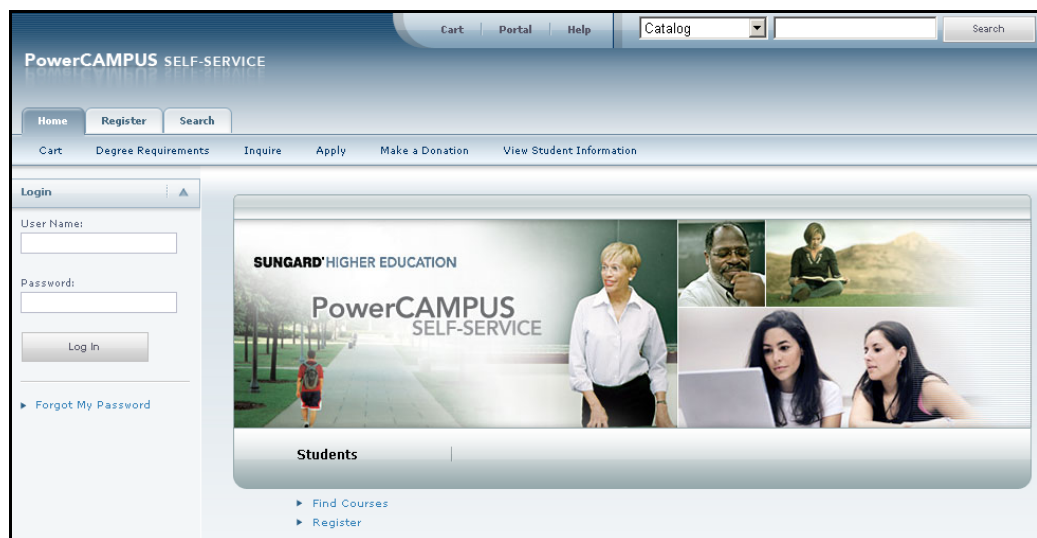 Cart Portal Help Catalog Search
PowerCAMPUS SELF-SERVICE
Home Register Search
Cart Degree Requirements Inquire Apply Make a Donation View Student Information
Login
User Name:
Password:
Log In
Forgot My Password
SUNGARD' HIGHER EDUCATION
PowerCAMPUS
SELF-SERVICE
Students
Find Courses
Register